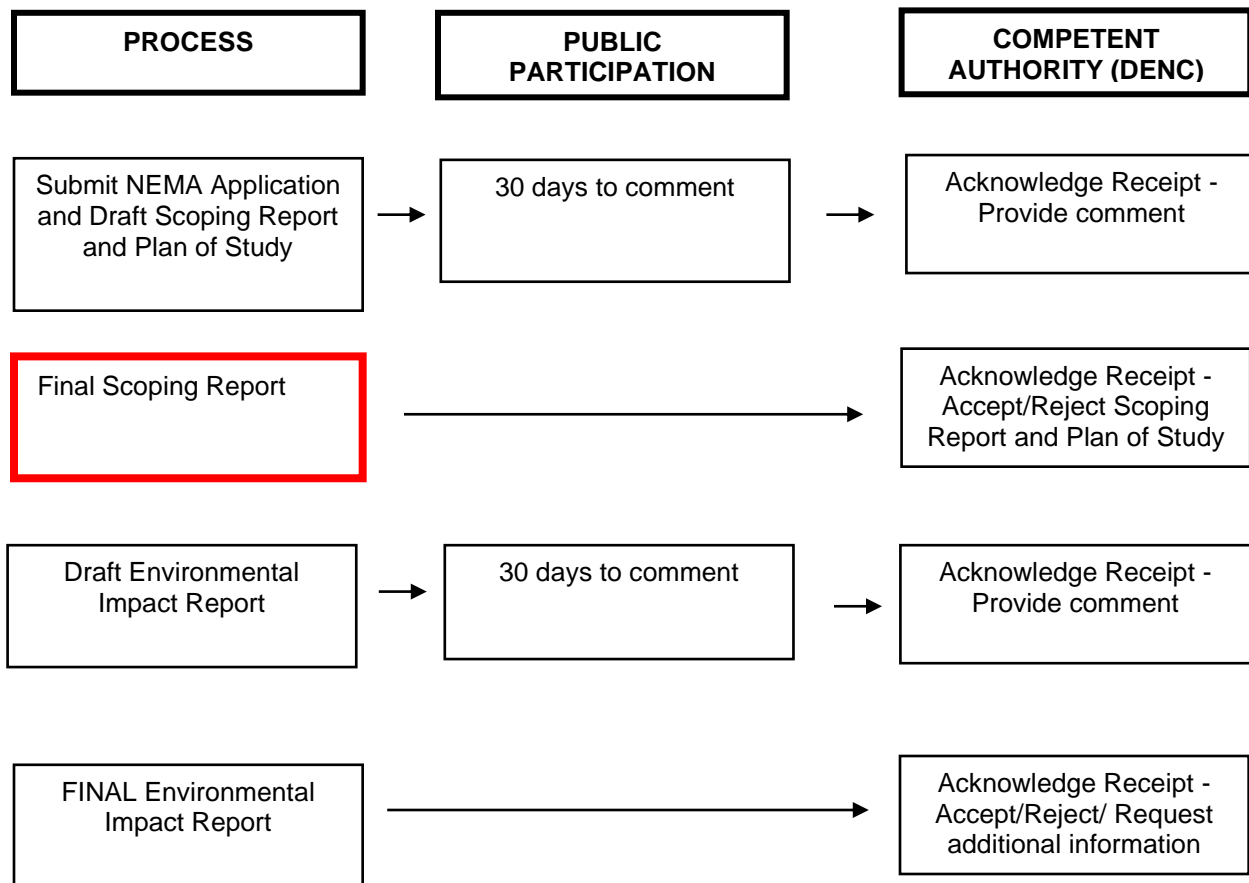 PROCESS
PUBLIC
PARTICIPATION
COMPETENT
AUTHORITY (DENC)
Submit NEMA Application
and Draft Scoping Report
and Plan of Study
30 days to comment
Acknowledge Receipt -
Provide comment
Final Scoping Report
Acknowledge Receipt -
Accept/Reject Scoping
Report and Plan of Study
Draft Environmental
Impact Report
30 days to comment
Acknowledge Receipt -
Provide comment
FINAL Environmental
Impact Report
Acknowledge Receipt -
Accept/Reject/ Request
additional information